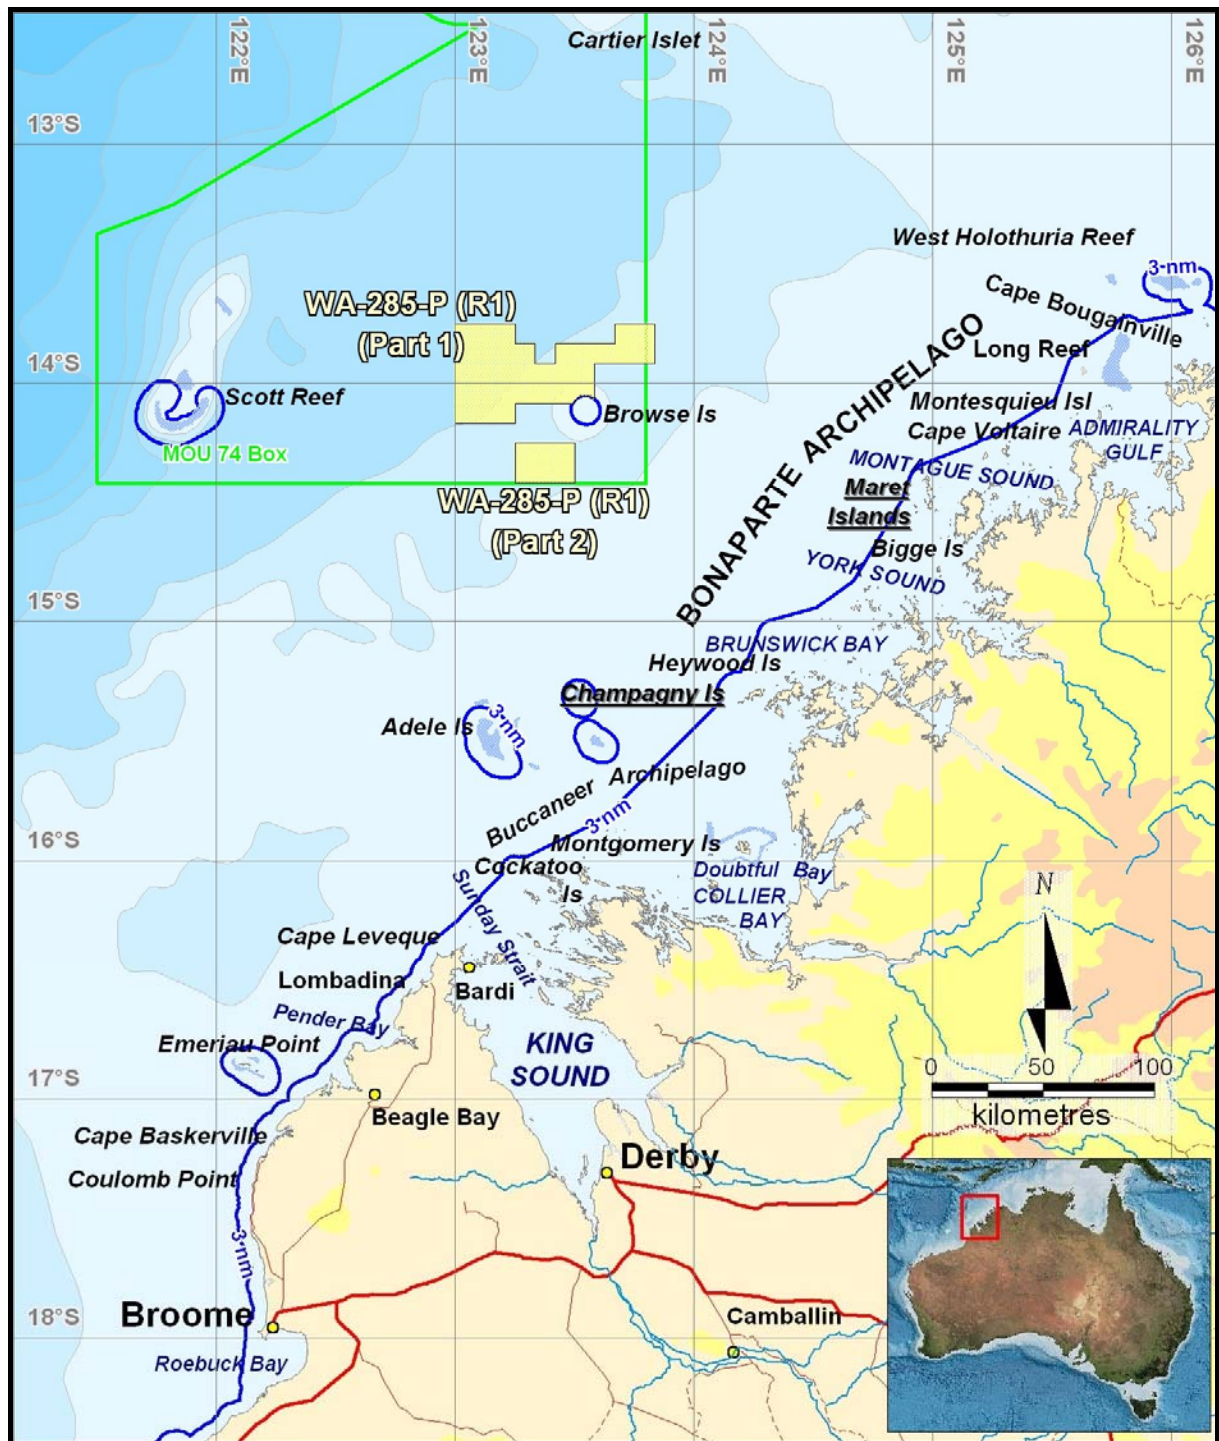 122°E
123°E
124°E
125°E
126°E
Cartier Islet
13°S
West Holothuria Reef
3-nm
Cape Bougainville
WA-285-P (R1)
(Part 1)
Long Reef
14°S
Scott Reef
Browse Is
BONAPARTE ARCHIPELAGO
Montesquieu Isl
Cape Voltaire
ADMIRALITY
GULF
MOU 74 Box
MONTAGUE SOUND
Maret
Islands
WA-285-P (R1)
(Part 2)
Bigge Is
YORK SOUND
15°S
BRUNSWICK BAY
Heywood Is
Champagny Is
Adele Is
3-nm
Buccaneer Archipelago
3-nm
16°S
Montgomery Is
Cockatoo
Is
Doubtful Bay
COLLIER
BAY
Sunday Strait
N
Cape Leveque
Lombadina
Bardi
Pender Bay
Emeriau Point
KING
SOUND
17°S
0 50 100
kilometres
Beagle Bay
Cape Baskerville
Derby
Coulomb Point
3-nm
18°S
Broome
Camballin
Roebuck Bay